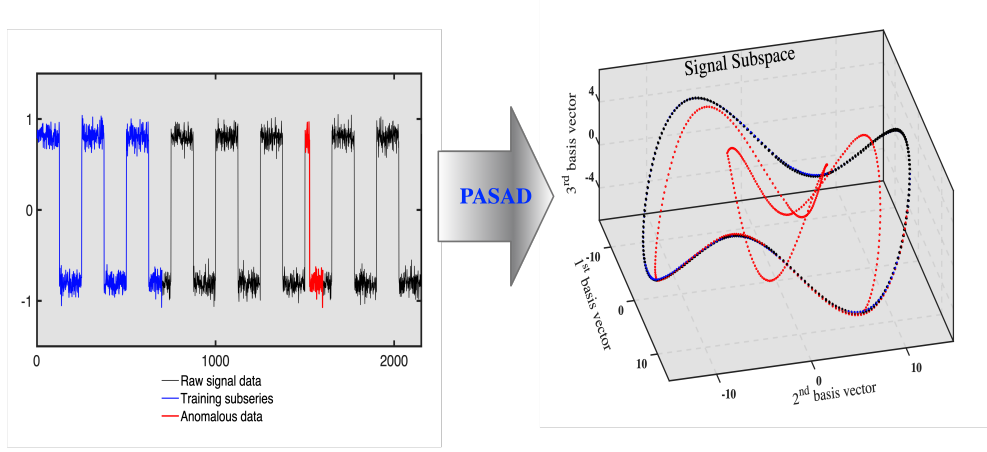 1
0
-1
0
1000
2000
Raw signal data
Training subseries
Anomalous data
PASAD
Signal Subspace
4
0
-4
3rd basis vector
-10
0
10
1st basis vector
-10
0
10
2nd basis vector